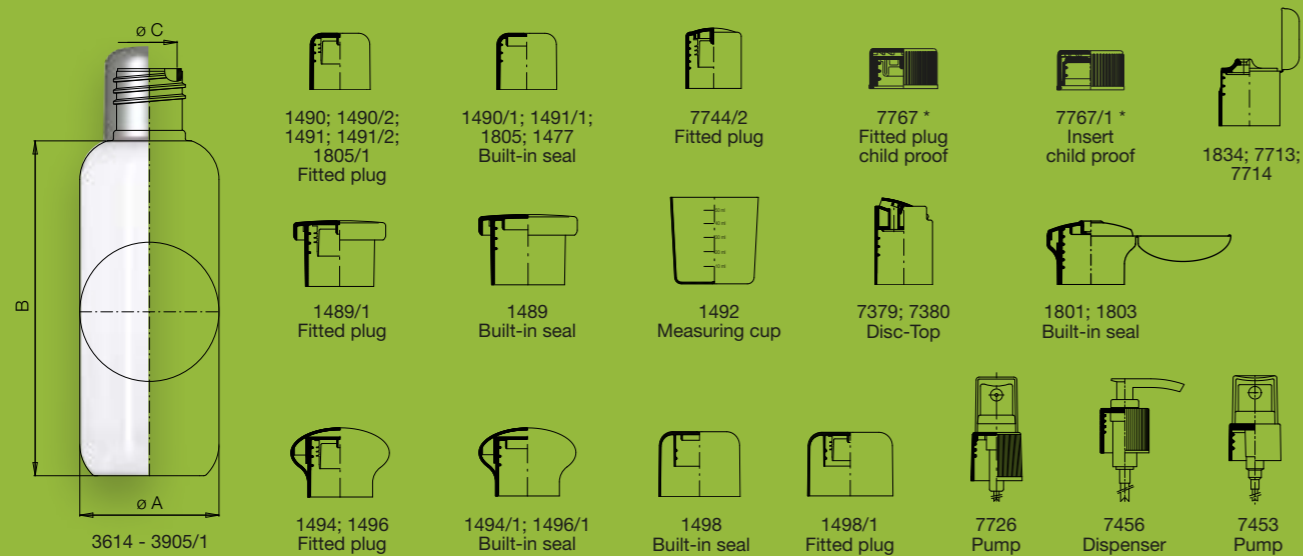 ø C
B
ø A
3614 - 3905/1
1490; 1490/2;
1491; 1491/2;
1805/1
Fitted plug
1490/1; 1491/1;
1805; 1477
Built-in seal
7744/2
Fitted plug
7767 *
Fitted plug
child proof
7767/1 *
Insert
child proof
1834; 7713;
7714
1489/1
Fitted plug
1489
Built-in seal
1492
Measuring cup
7379; 7380
Disc-Top
1801; 1803
Built-in seal
1494; 1496
Fitted plug
1494/1; 1496/1
Built-in seal
1498
Built-in seal
1498/1
Fitted plug
7726
Pump
7456
Dispenser
7453
Pump